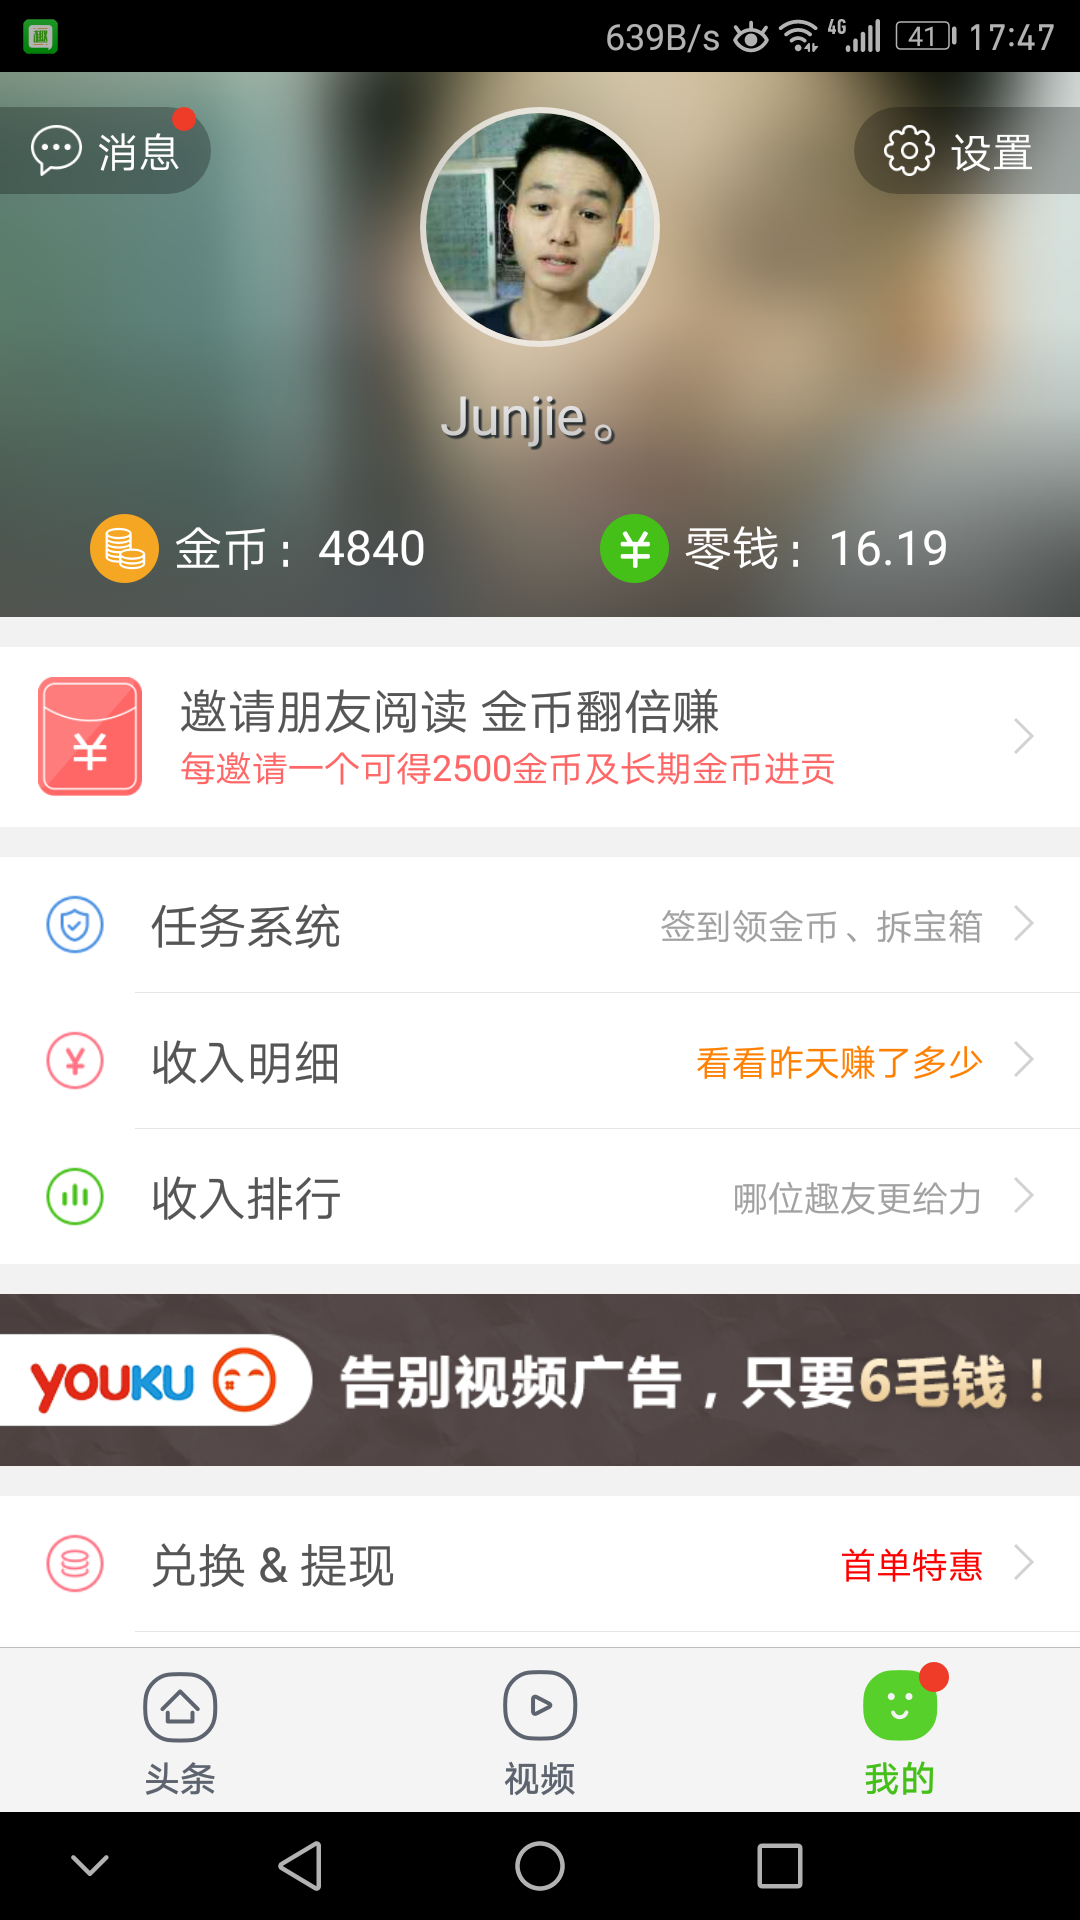 趣
639B/s 4G 41 17:47
消息
设置
Junjie。
金币：4840
零钱：16.19
邀请朋友阅读 金币翻倍赚
每邀请一个可得2500金币及长期金币进贡
任务系统
签到领金币、拆宝箱
收入明细
看看昨天赚了多少
收入排行
哪位趣友更给力
YOUKU 告别视频广告，只要6毛钱！
兑换 & 提现
首单特惠
头条
视频
我的